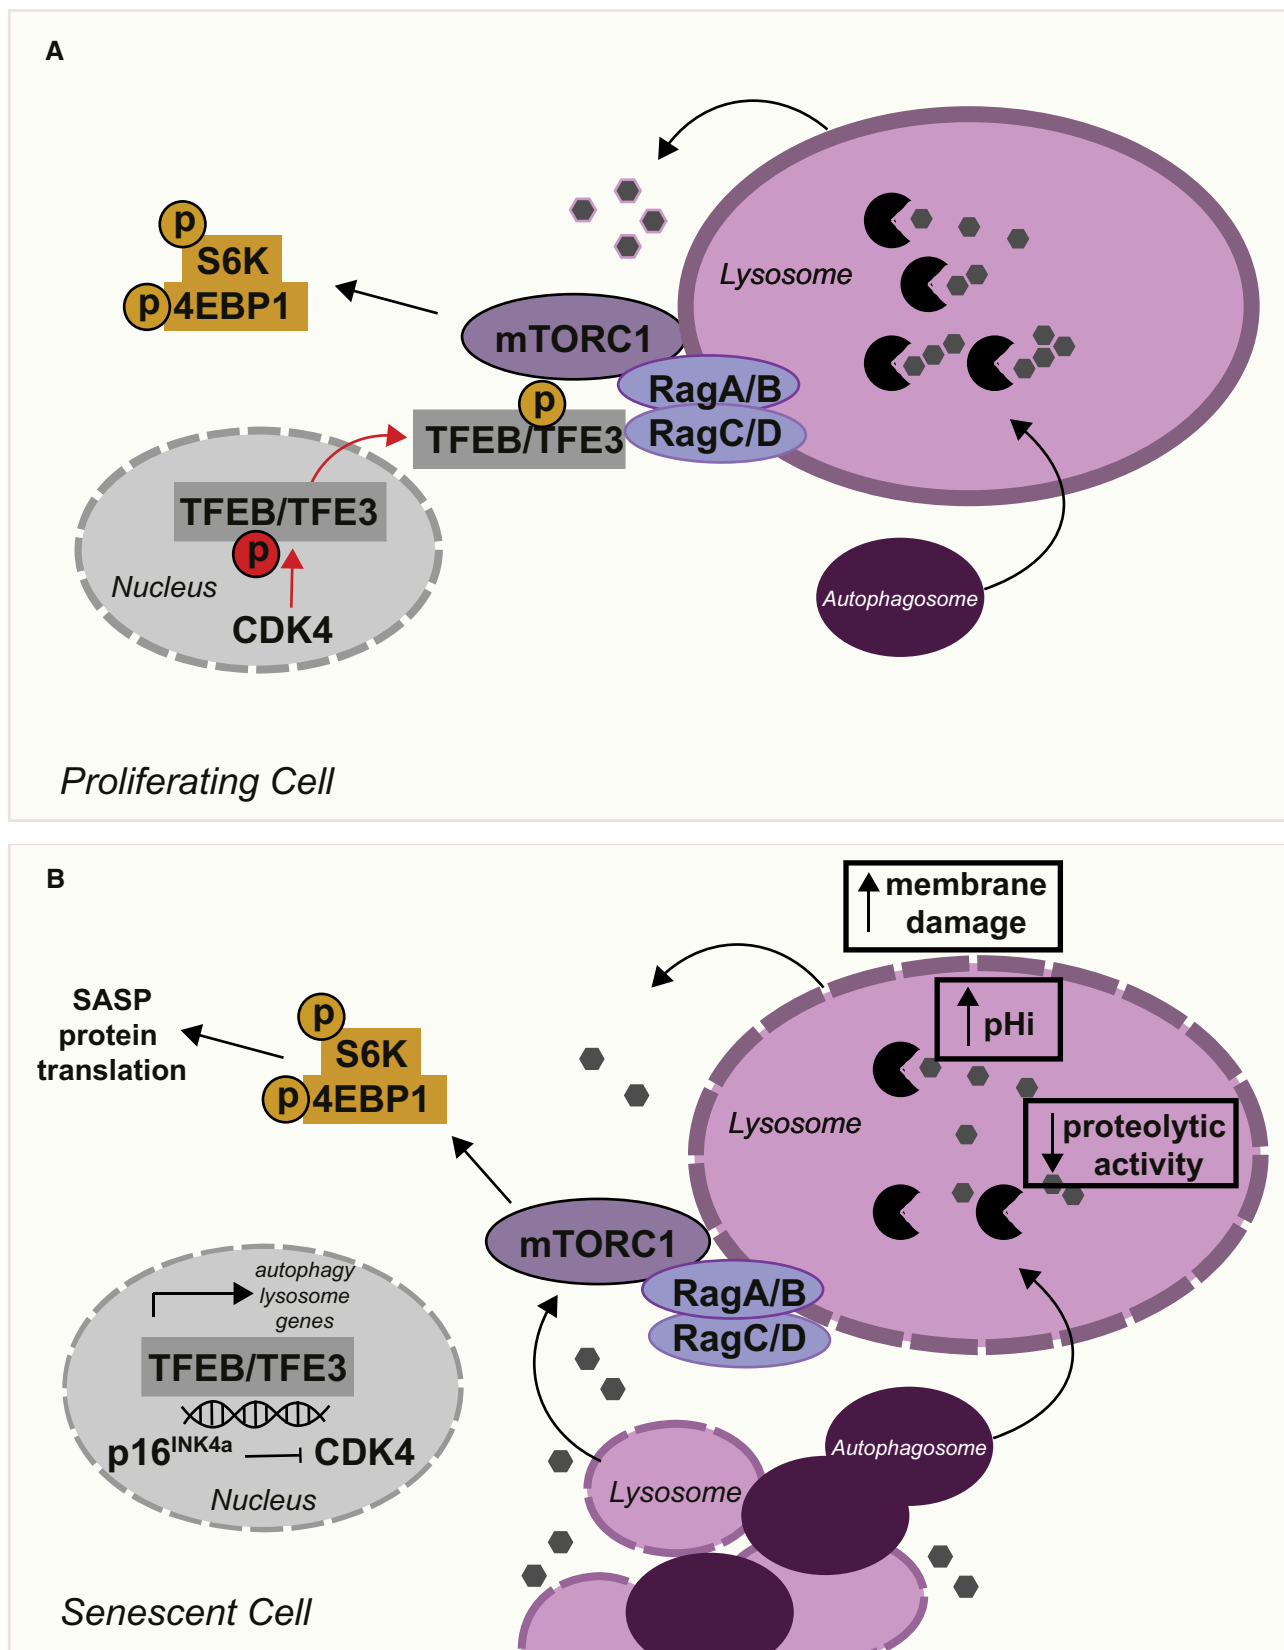 A
Lysosome
p
S6K
p
4EBP1
mTORC1
RagA/B
p
TFEB/TFE3
RagC/D
TFEB/TFE3
p
Nucleus
CDK4
Autophagosome
Proliferating Cell
B
membrane
damage
pHi
SASP
protein
translation
p
S6K
p
4EBP1
Lysosome
proteolytic
activity
mTORC1
RagA/B
RagC/D
autophagy
lysosome
genes
TFEB/TFE3
p16INK4a
CDK4
Nucleus
Autophagosome
Lysosome
Senescent Cell